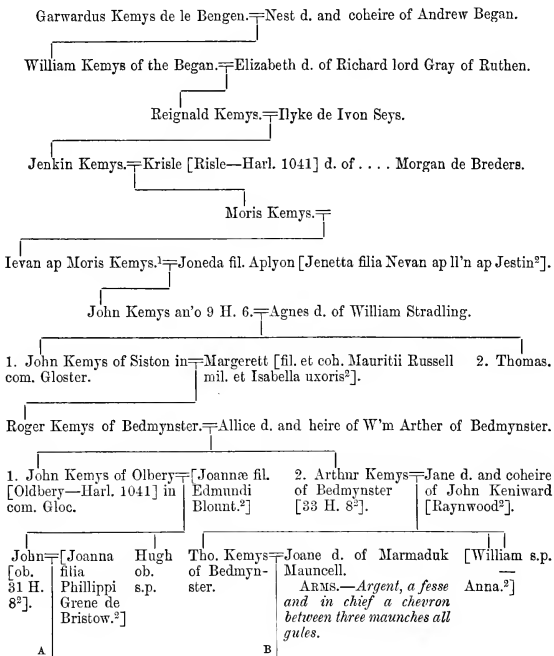 Garwardus Kemys de le Bengen.╤Nest d. and coheire of Andrew Began.
William Kemys of the Began.╤Elizabeth d. of Richard lord Gray of Ruthen.
Reignald Kemys.╤Ilyke de Ivon Seys.
Jenkin Kemys.╤Krisle [Risle—Harl. 1041] d. of . . . . Morgan de Breders.
Moris Kemys.╤
Ievan ap Moris Kemys.¹╤Joneda fil. Aplyon [Jenetta filia Nevan ap ll'n ap Jestin²].
John Kemys an'o 9 H. 6.╤Agnes d. of William Stradling.
1. John Kemys of Siston in
com. Gloster.
╤Margerett [fil. et coh. Mauritii Russell
mil. et Isabella uxoris²].
2. Thomas.
Roger Kemys of Bedmynster.╤Allice d. and heire of W'm Arther of Bedmynster.
1. John Kemys of Olbery
[Oldbery—Harl. 1041] in
com. Gloc.
╤[Joannæ fil.
Edmundi
Blount.²]
2. Arthur Kemys
of Bedmynster
[33 H. 8²].
╤Jane d. and coheire
of John Keniward
[Raynwood²].
John
[ob.
31 H.
8²].
╤[Joanna
filia
Phillippi
Grene de
Bristow.²]
Hugh
ob.
s.p.
Tho. Kemys
of Bedmyn-
ster.
╤Joane d. of Marmaduk
Mauncell.
ARMS.—Argent, a fesse
and in chief a chevron
between three maunches all
gules.
[William s.p.
—
Anna.²]
A
B